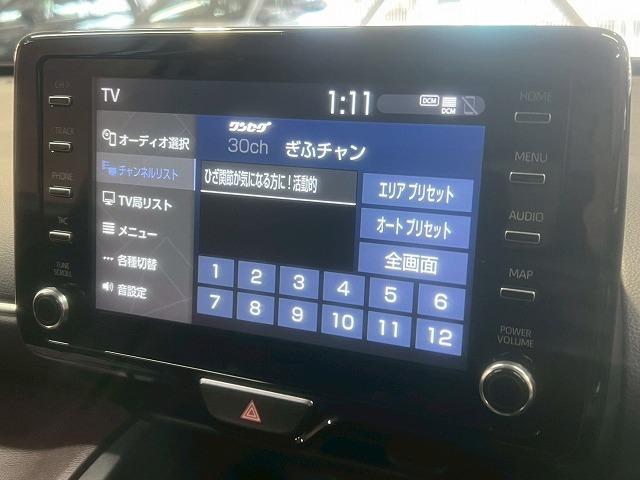 CH >
TV
1:11
DCM
DCM
HOME
ワンセグ
30ch ぎふチャン
オーディオ選択
チャンネルリスト
TV局リスト
メニュー
各種切替
音設定
ひざ関節が気になる方に!活動的
エリア プリセット
オート プリセット
全画面
1 2 3 4 5 6
7 8 9 10 11 12
TRACK
PHONE
TUNE
SCROLL
MENU
AUDIO
MAP
POWER
VOLUME